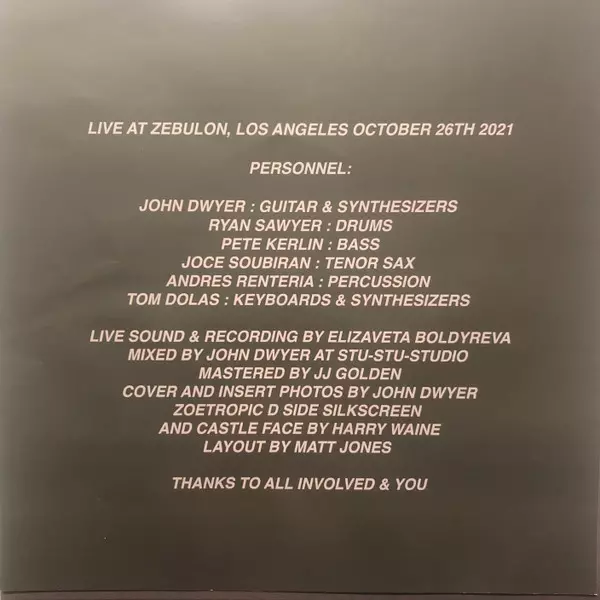 LIVE AT ZEBULON, LOS ANGELES OCTOBER 26TH 2021
PERSONNEL:
JOHN DWYER : GUITAR & SYNTHESIZERS
RYAN SAWYER : DRUMS
PETE KERLIN : BASS
JOCE SOUBIRAN : TENOR SAX
ANDRES RENTERIA : PERCUSSION
TOM DOLAS : KEYBOARDS & SYNTHESIZERS
LIVE SOUND & RECORDING BY ELIZAVETA BOLDYREVA
MIXED BY JOHN DWYER AT STU-STU-STUDIO
MASTERED BY JJ GOLDEN
COVER AND INSERT PHOTOS BY JOHN DWYER
ZOETROPIC D SIDE SILKSCREEN
AND CASTLE FACE BY HARRY WAINE
LAYOUT BY MATT JONES
THANKS TO ALL INVOLVED & YOU